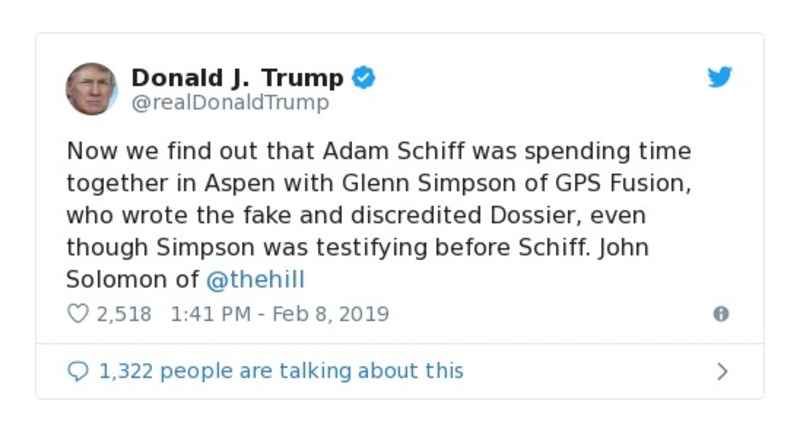 Donald J. Trump
@realDonaldTrump
Now we find out that Adam Schiff was spending time
together in Aspen with Glenn Simpson of GPS Fusion,
who wrote the fake and discredited Dossier, even
though Simpson was testifying before Schiff. John
Solomon of @thehill
2,518 1:41 PM - Feb 8, 2019
1,322 people are talking about this